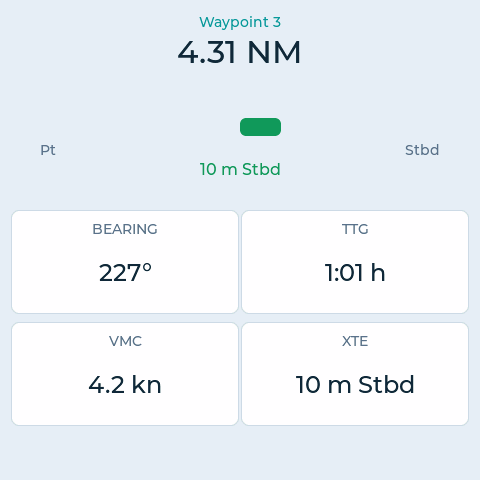 Waypoint 3
4.31 NM
Pt
Stbd
10 m Stbd
BEARING
TTG
227°
1:01 h
VMC
XTE
4.2 kn
10 m Stbd